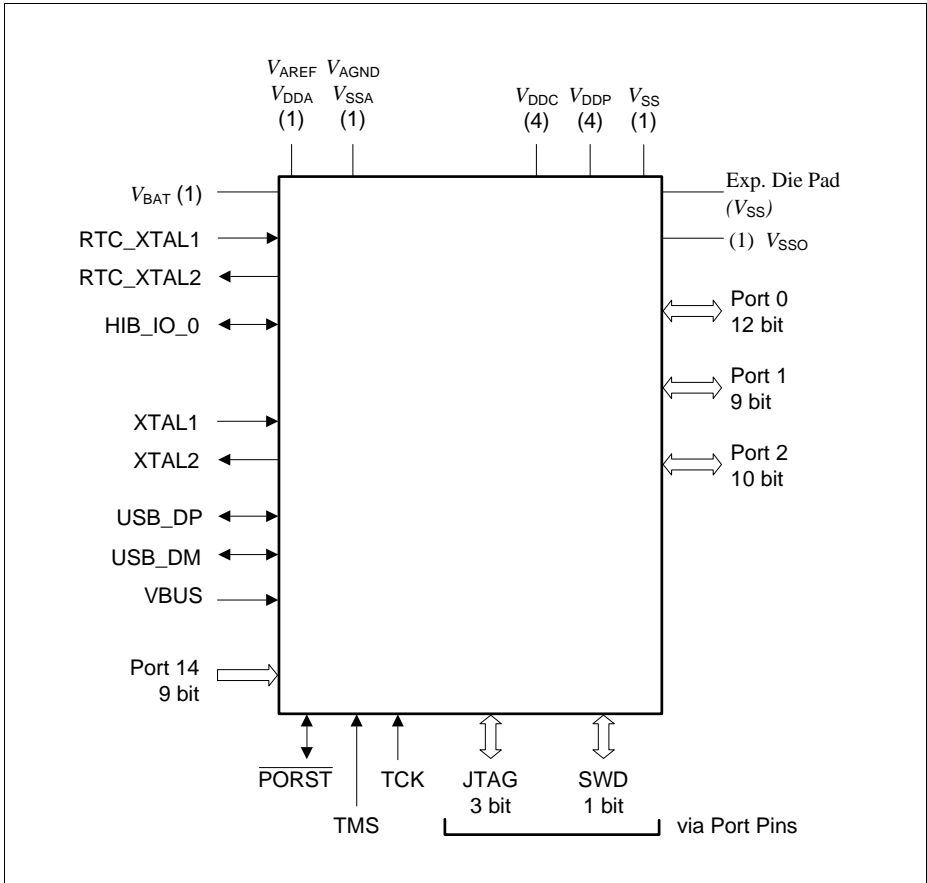 VAREF VAGND
VDDA VSSA
(1) (1)
VDDC VDDP VSS
(4) (4) (1)
VBAT (1)
RTC_XTAL1
RTC_XTAL2
HIB_IO_0
XTAL1
XTAL2
USB_DP
USB_DM
VBUS
Port 14
9 bit
Exp. Die Pad
(VSS)
(1) VSSO
Port 0
12 bit
Port 1
9 bit
Port 2
10 bit
PORST
TMS
TCK
JTAG
3 bit
SWD
1 bit
via Port Pins